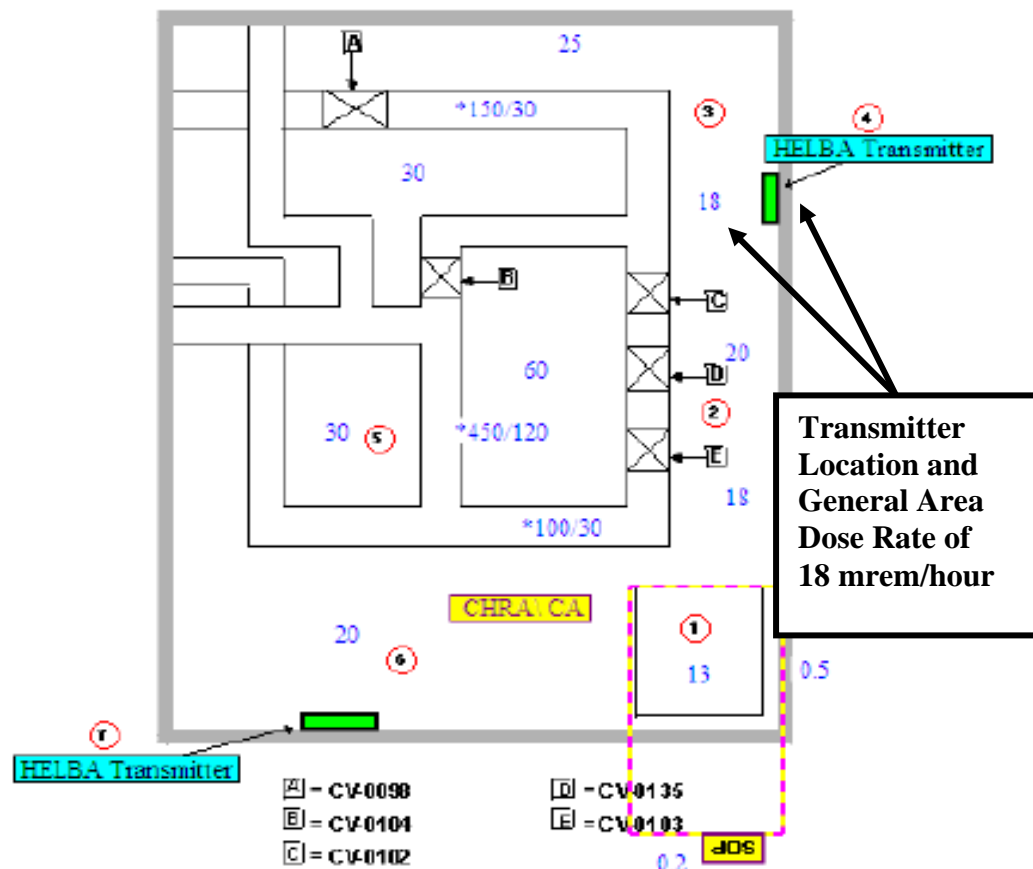 A
25
*150/30
3
4
HELBA Transmitter
30
18
B
C
20
60
D
Transmitter
Location and
General Area
Dose Rate of
18 mrem/hour
2
30
5
*450/120
E
18
*100/30
CHRA\ CA
1
20
6
13
0.5
HELBA Transmitter
A = CV-0098
D = CV-0135
B = CV-0104
E = CV-0103
C = CV-0102
SOP
0.2